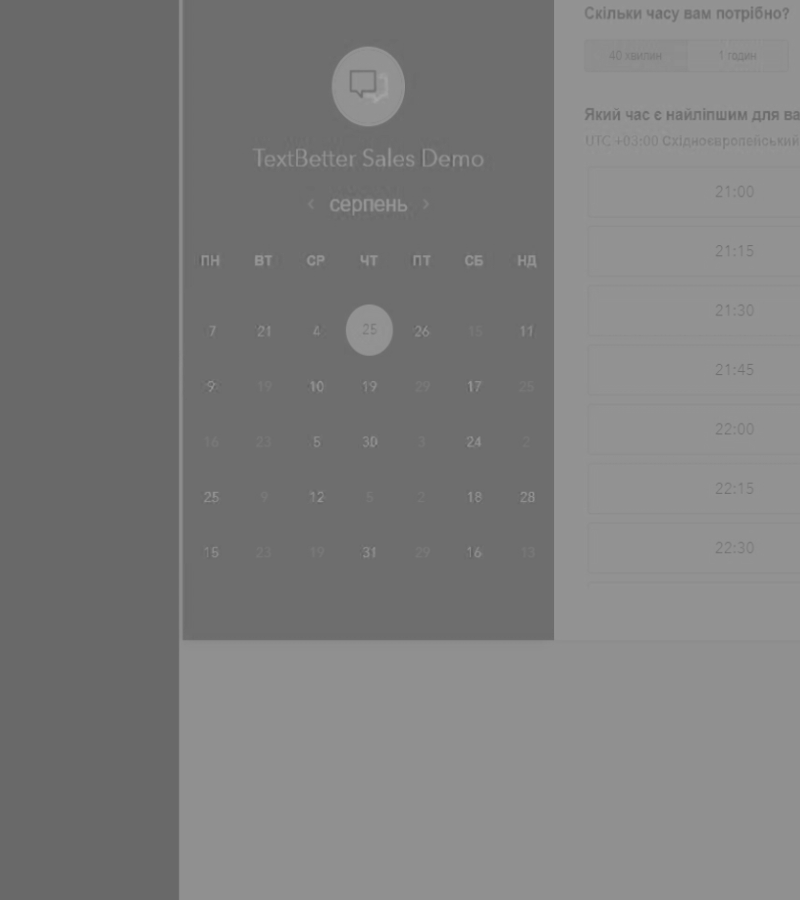 TextBetter Sales Demo
‹ серпень ›
ПН ВТ СР ЧТ ПТ СБ НД
7 21 4 25 26 15 11
9 19 10 19 29 17 25
16 23 5 30 3 24 2
25 9 12 5 2 18 28
15 23 19 31 29 16 13
Скільки часу вам потрібно?
40 хвилин 1 годин
Який час є найліпшим для ва
UTC +03:00 Східноєвропейський
21:00
21:15
21:30
21:45
22:00
22:15
22:30